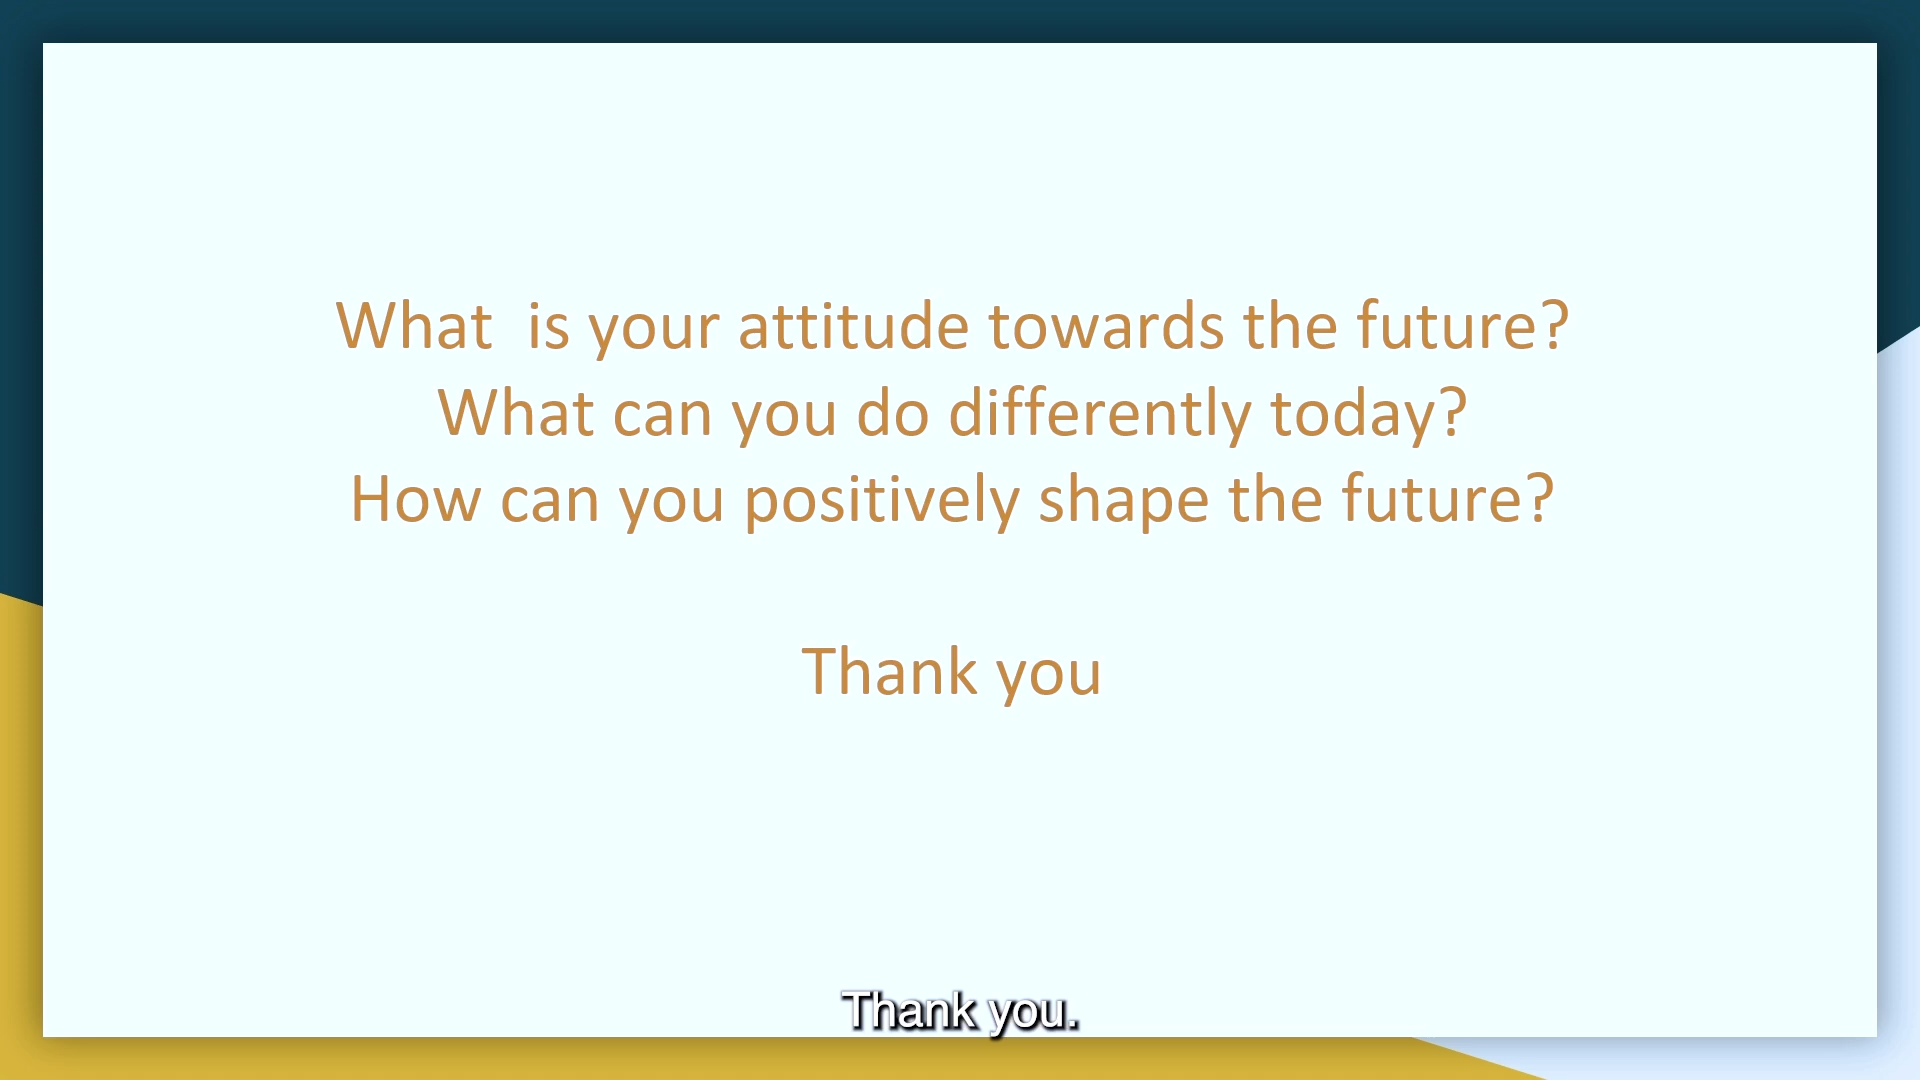 What  is your attitude towards the future?
What can you do differently today?
How can you positively shape the future?
Thank you
Thank you.